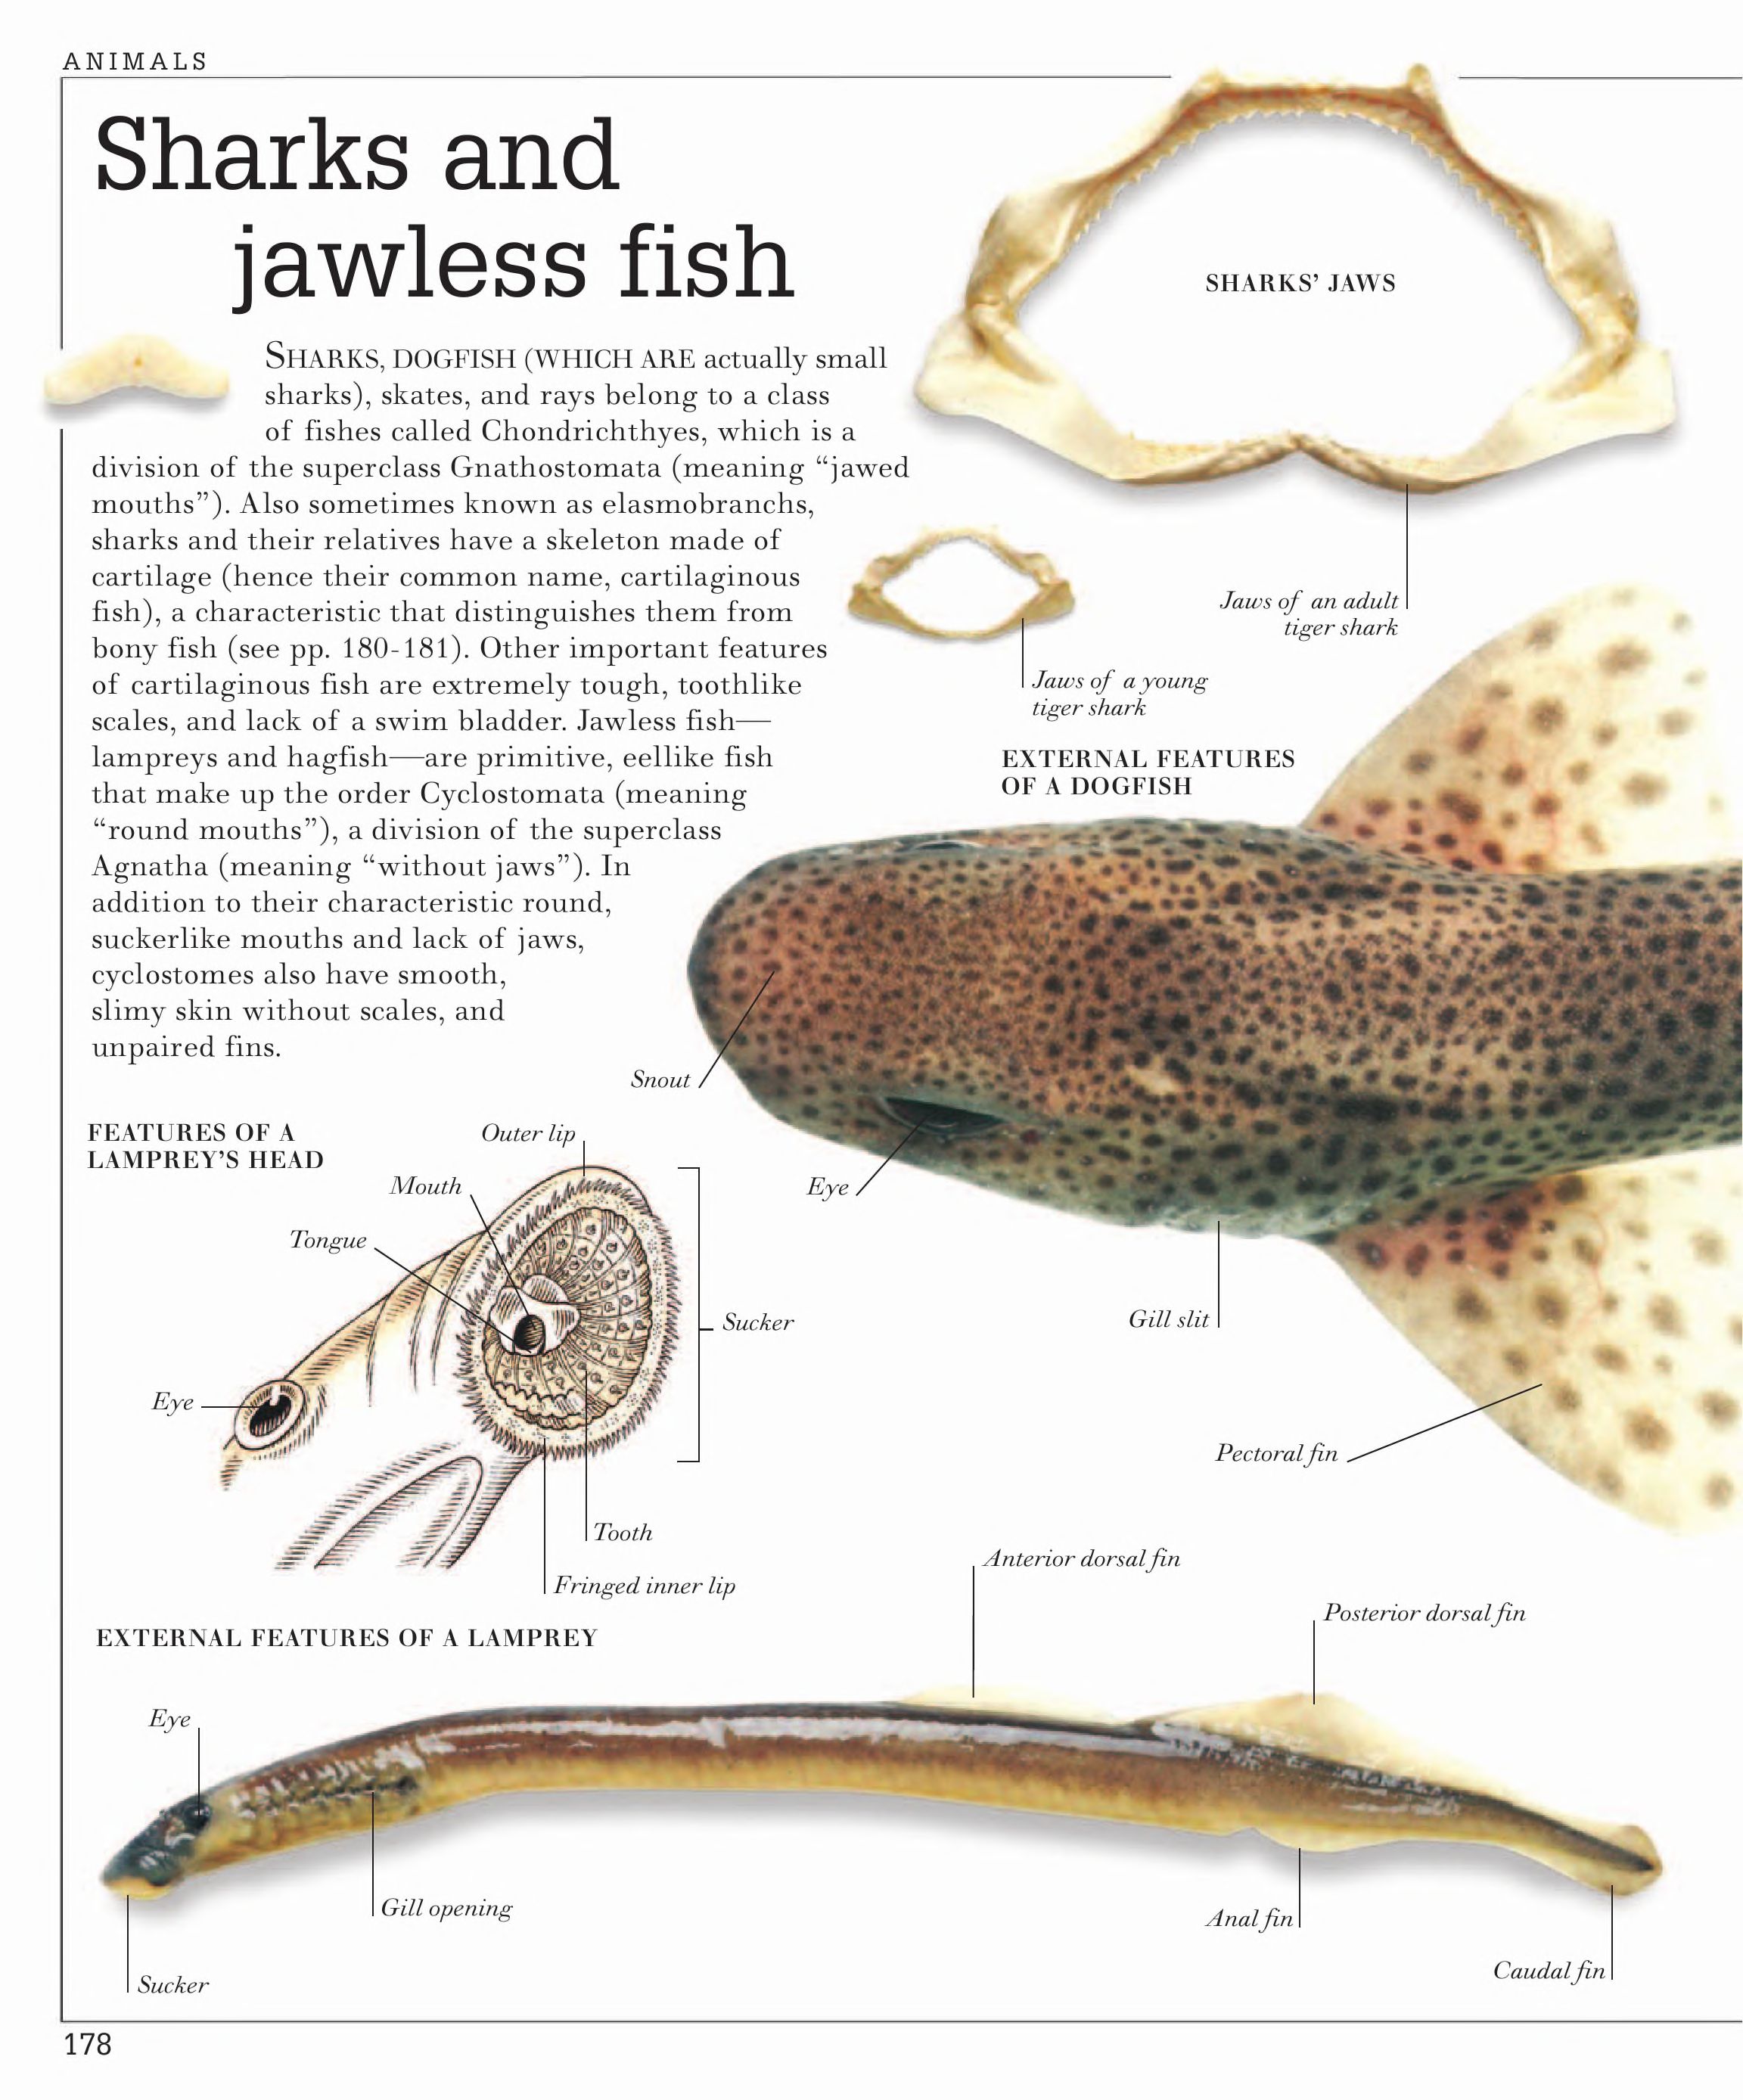 ANIMALS
Sharks and
jawless fish
SHARKS, DOGFISH (WHICH ARE actually small
sharks), skates, and rays belong to a class
of fishes called Chondrichthyes, which is a
division of the superclass Gnathostomata (meaning “jawed
mouths”). Also sometimes known as elasmobranchs,
sharks and their relatives have a skeleton made of
cartilage (hence their common name, cartilaginous
fish), a characteristic that distinguishes them from
bony fish (see pp. 180-181). Other important features
of cartilaginous fish are extremely tough, toothlike
scales, and lack of a swim bladder. Jawless fish—
lampreys and hagfish—are primitive, eellike fish
that make up the order Cyclostomata (meaning
“round mouths”), a division of the superclass
Agnatha (meaning “without jaws”). In
addition to their characteristic round,
suckerlike mouths and lack of jaws,
cyclostomes also have smooth,
slimy skin without scales, and
unpaired fins.
SHARKS’ JAWS
Jaws of an adult
tiger shark
Jaws of a young
tiger shark
EXTERNAL FEATURES
OF A DOGFISH
Snout
Eye
Gill slit
Pectoral fin
FEATURES OF A
LAMPREY’S HEAD
Outer lip
Mouth
Tongue
Sucker
Eye
Tooth
Fringed inner lip
EXTERNAL FEATURES OF A LAMPREY
Anterior dorsal fin
Posterior dorsal fin
Eye
Gill opening
Anal fin
Caudal fin
Sucker
178